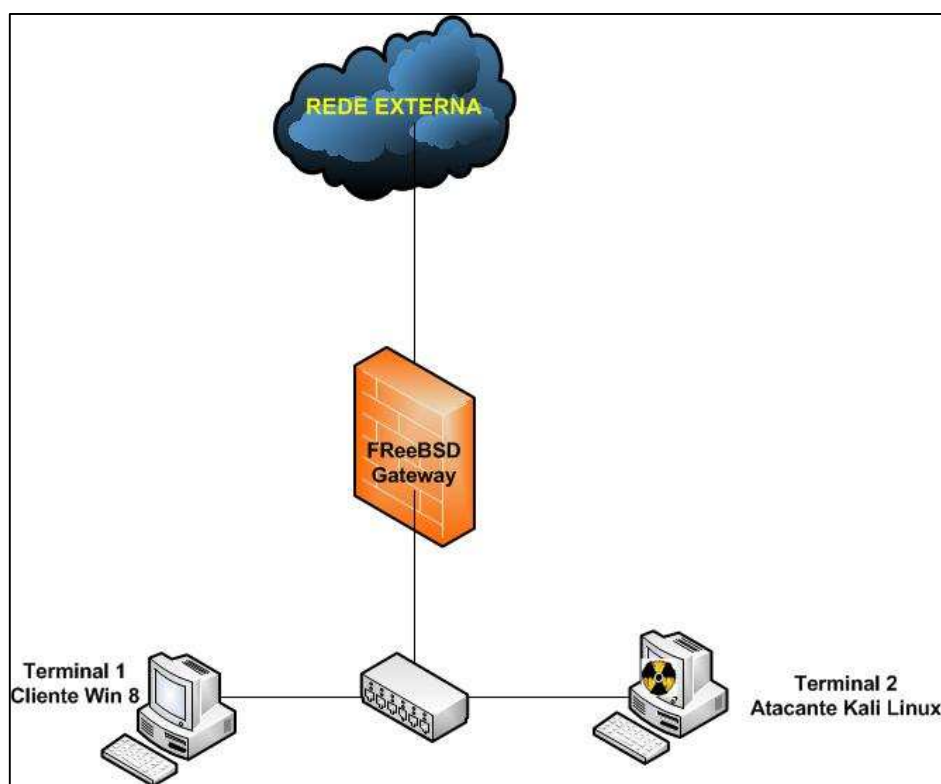 REDE EXTERNA
FReeBSD
Gateway
Terminal 1
Cliente Win 8
Terminal 2
Atacante Kali Linux